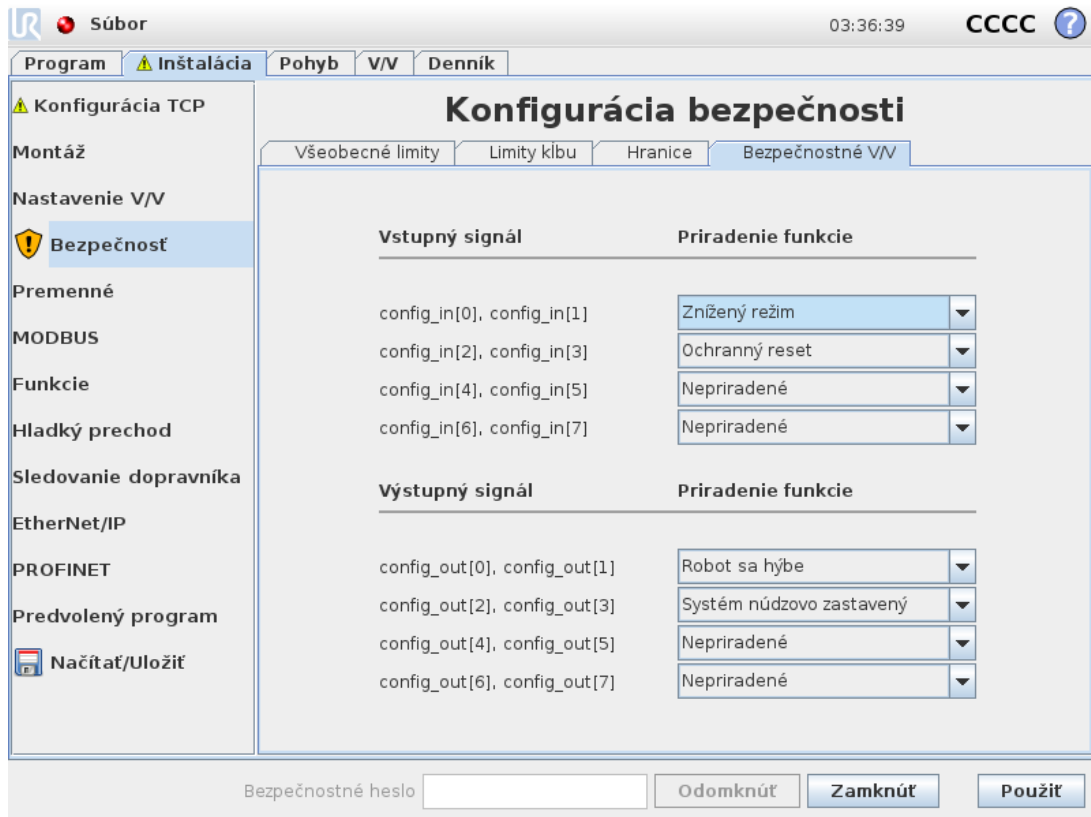 UR Súbor 03:36:39 CCCC ?
Program Inštalácia Pohyb V/V Denník
Konfigurácia TCP
Montáž
Nastavenie V/V
Bezpečnosť
Premenné
MODBUS
Funkcie
Hladký prechod
Sledovanie dopravníka
EtherNet/IP
PROFINET
Predvolený program
Načítať/Uložiť
Konfigurácia bezpečnosti
Všeobecné limity Limity kĺbu Hranice Bezpečnostné V/V
Vstupný signál Priradenie funkcie
config_in[0], config_in[1] Znížený režim
config_in[2], config_in[3] Ochranný reset
config_in[4], config_in[5] Nepriradené
config_in[6], config_in[7] Nepriradené
Výstupný signál Priradenie funkcie
config_out[0], config_out[1] Robot sa hýbe
config_out[2], config_out[3] Systém núdzovo zastavený
config_out[4], config_out[5] Nepriradené
config_out[6], config_out[7] Nepriradené
Bezpečnostné heslo Odomknúť Zamknúť Použiť